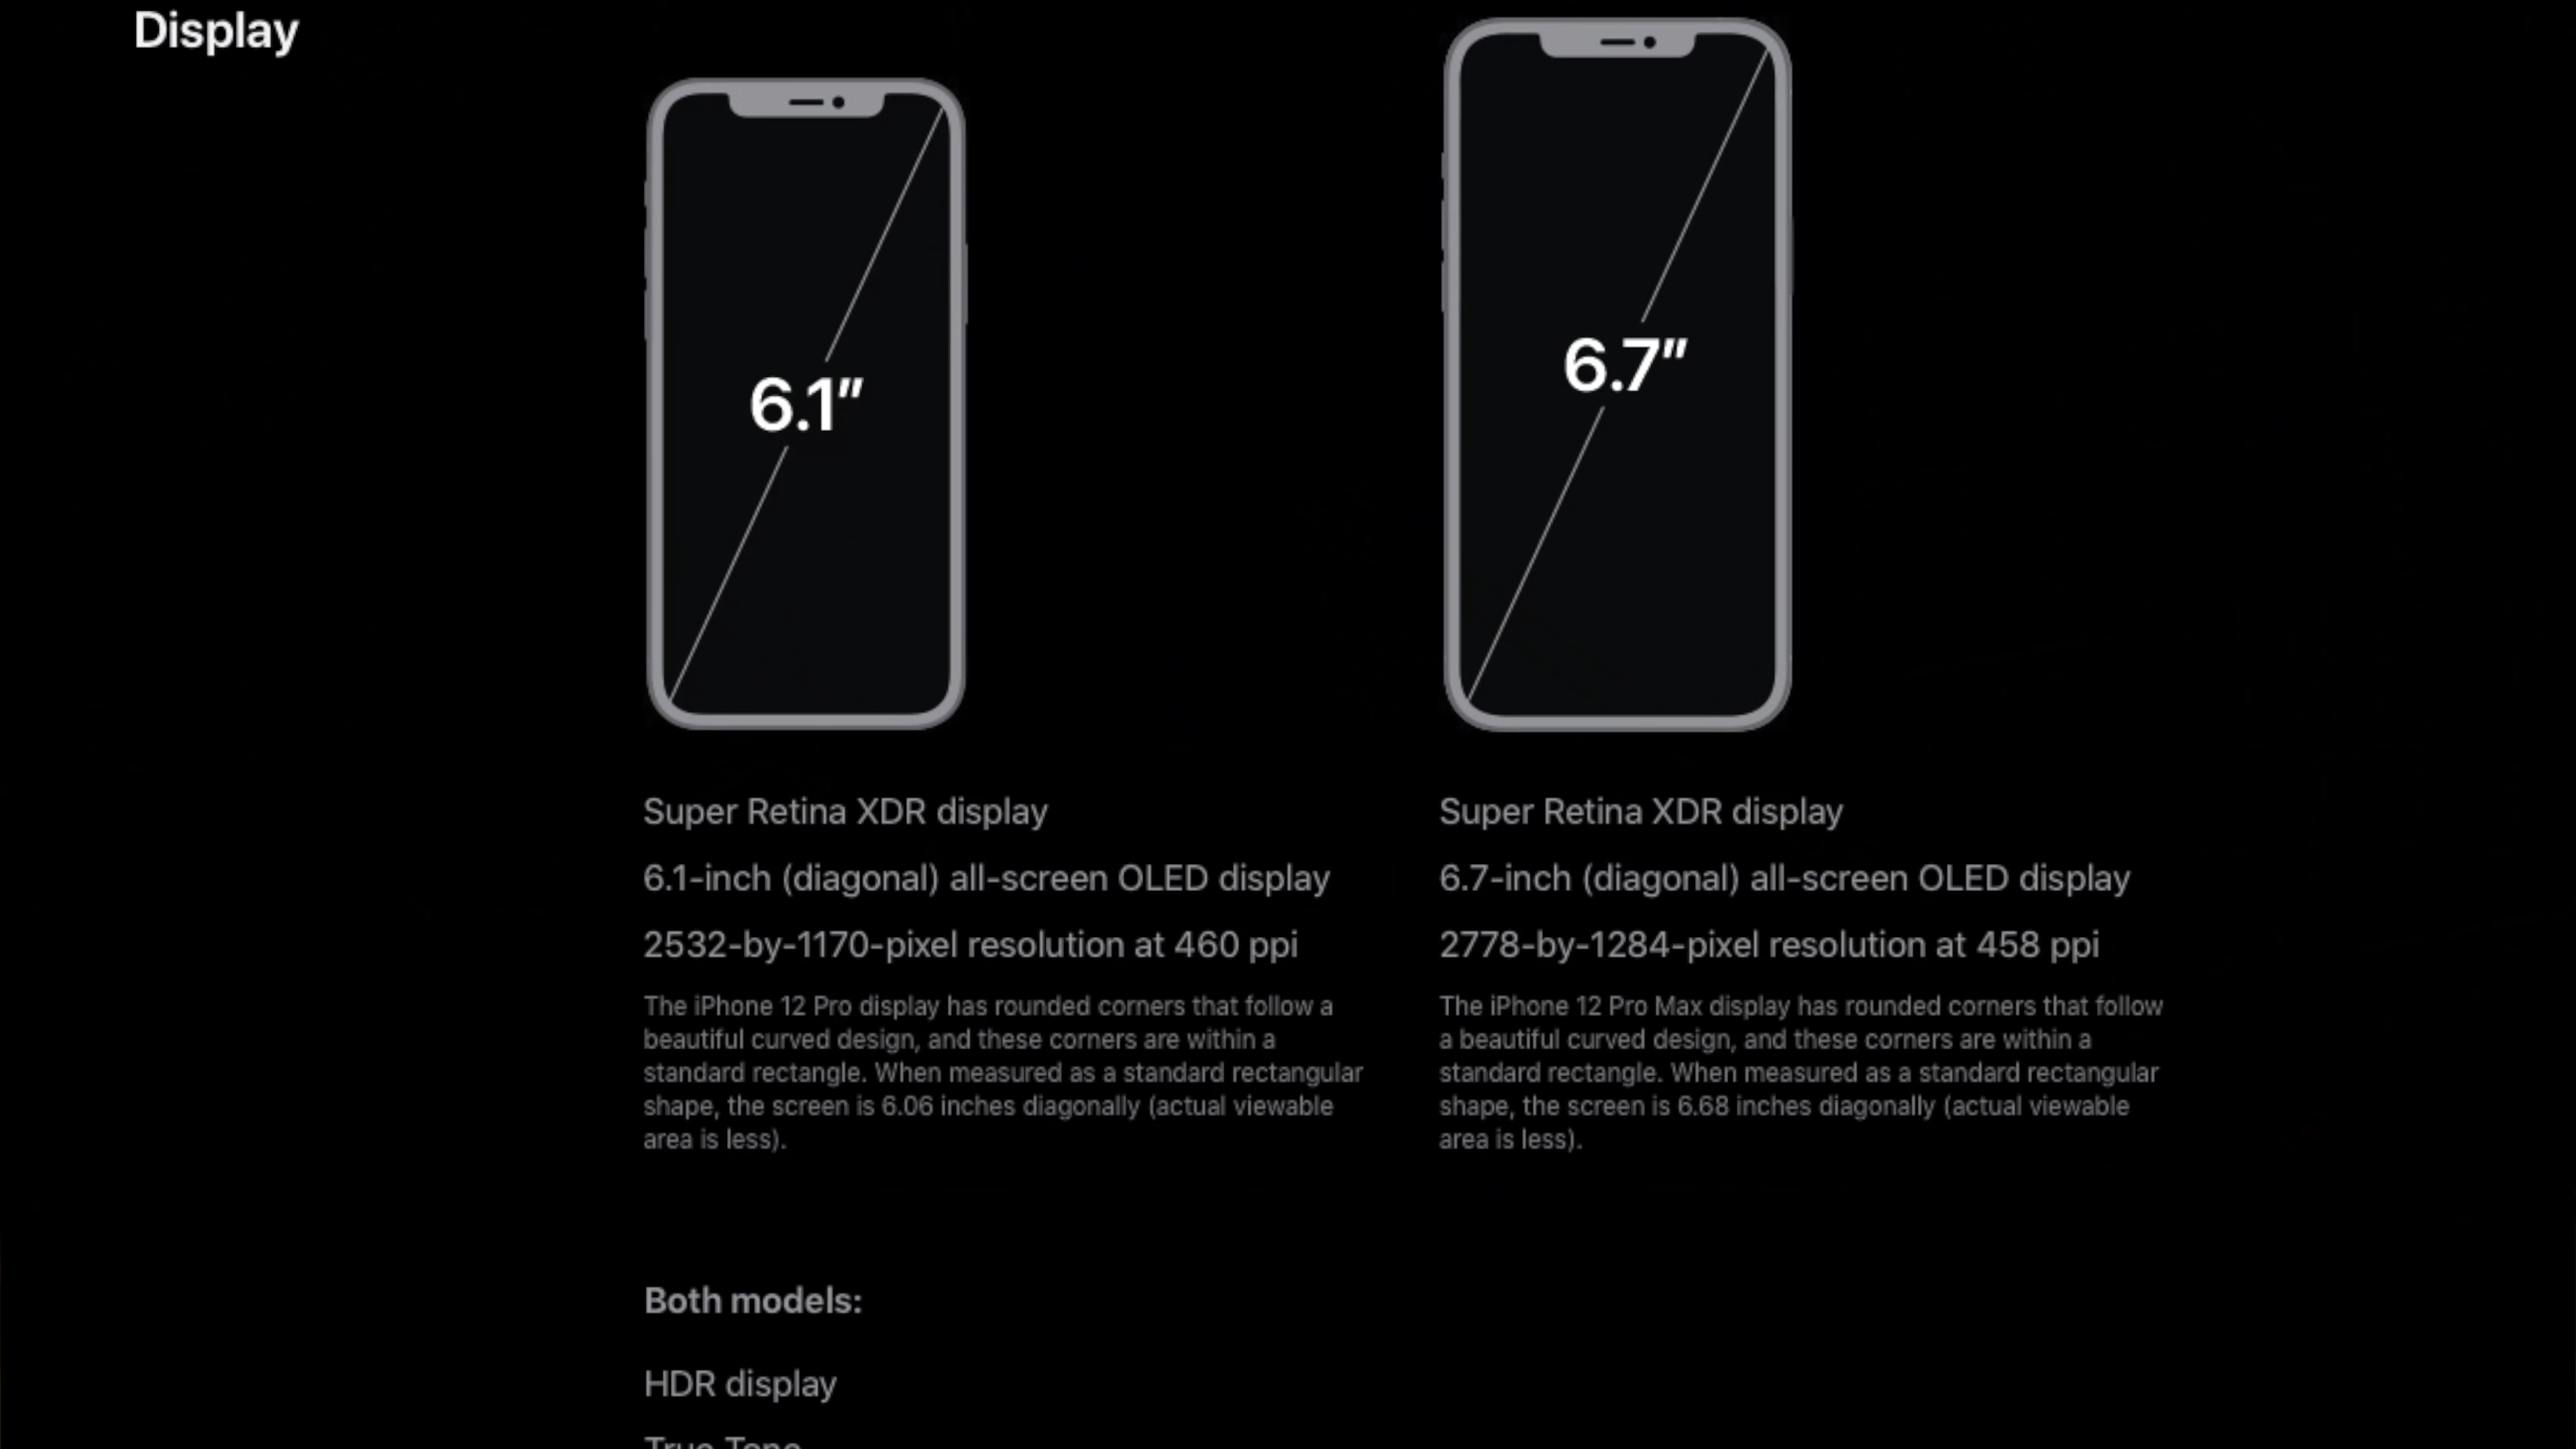 Display
6.1″
6.7″
Super Retina XDR display
6.1-inch (diagonal) all-screen OLED display
2532-by-1170-pixel resolution at 460 ppi
The iPhone 12 Pro display has rounded corners that follow a
beautiful curved design, and these corners are within a
standard rectangle. When measured as a standard rectangular
shape, the screen is 6.06 inches diagonally (actual viewable
area is less).
Super Retina XDR display
6.7-inch (diagonal) all-screen OLED display
2778-by-1284-pixel resolution at 458 ppi
The iPhone 12 Pro Max display has rounded corners that follow
a beautiful curved design, and these corners are within a
standard rectangle. When measured as a standard rectangular
shape, the screen is 6.68 inches diagonally (actual viewable
area is less).
Both models:
HDR display
True Tone